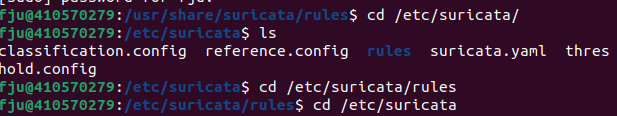 fju@410570279:/usr/share/suricata/rules$ cd /etc/suricata/
fju@410570279:/etc/suricata$ ls
classification.config  reference.config  rules  suricata.yaml  thres
hold.config
fju@410570279:/etc/suricata$ cd /etc/suricata/rules
fju@410570279:/etc/suricata/rules$ cd /etc/suricata